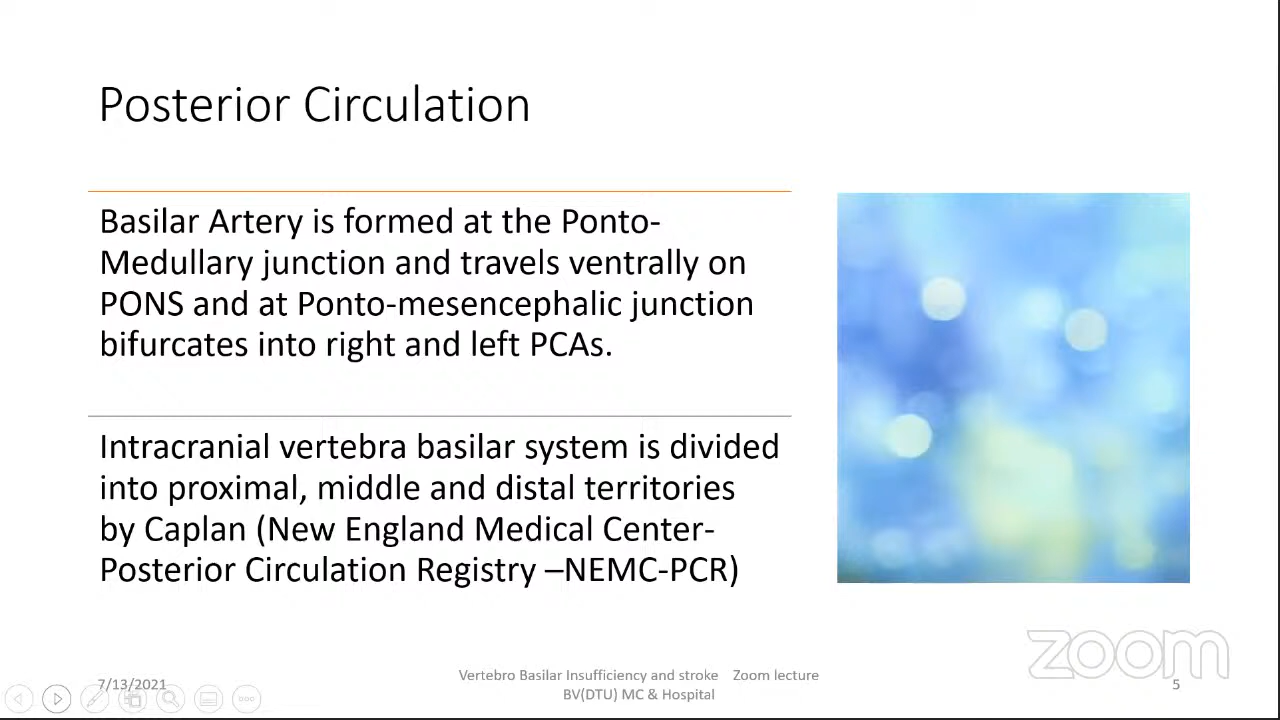 Posterior Circulation
Basilar Artery is formed at the Ponto-
Medullary junction and travels ventrally on
PONS and at Ponto-mesencephalic junction
bifurcates into right and left PCAs.
Intracranial vertebra basilar system is divided
into proximal, middle and distal territories
by Caplan (New England Medical Center-
Posterior Circulation Registry –NEMC-PCR)
zoom
7/13/2021
Vertebro Basilar Insufficiency and stroke Zoom lecture
BV(DTU) MC & Hospital
5